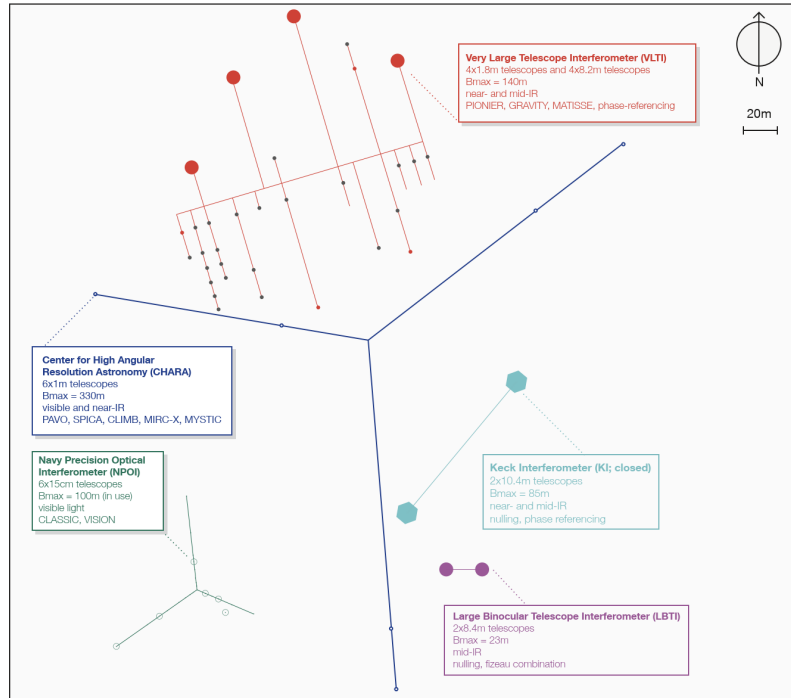 Very Large Telescope Interferometer (VLTI)
4x1.8m telescopes and 4x8.2m telescopes
Bmax = 140m
near- and mid-IR
PIONIER, GRAVITY, MATISSE, phase-referencing
N
20m
Center for High Angular
Resolution Astronomy (CHARA)
6x1m telescopes
Bmax = 330m
visible and near-IR
PAVO, SPICA, CLIMB, MIRC-X, MYSTIC
Navy Precision Optical
Interferometer (NPOI)
6x15cm telescopes
Bmax = 100m (in use)
visible light
CLASSIC, VISION
Keck Interferometer (KI; closed)
2x10.4m telescopes
Bmax = 85m
near- and mid-IR
nulling, phase referencing
Large Binocular Telescope Interferometer (LBTI)
2x8.4m telescopes
Bmax = 23m
mid-IR
nulling, fizeau combination